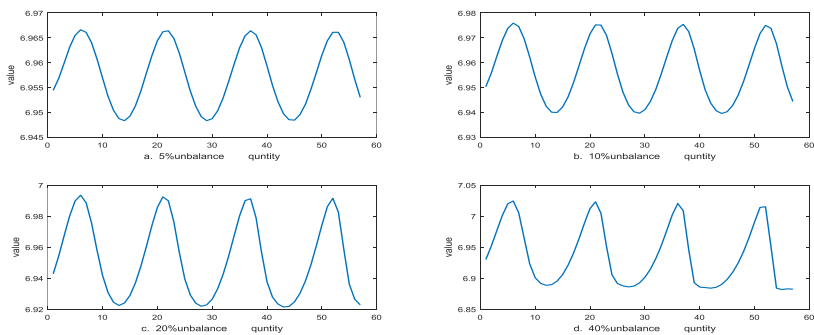 6.97
6.965
6.96
6.955
6.95
6.945
value
0 10 20 30 40 50 60
a. 5%unbalance quntity
6.98
6.97
6.96
6.95
6.94
6.93
value
0 10 20 30 40 50 60
b. 10%unbalance quntity
7
6.98
6.96
6.94
6.92
value
0 10 20 30 40 50 60
c. 20%unbalance quntity
7.05
7
6.95
6.9
6.85
value
0 10 20 30 40 50 60
d. 40%unbalance quntity